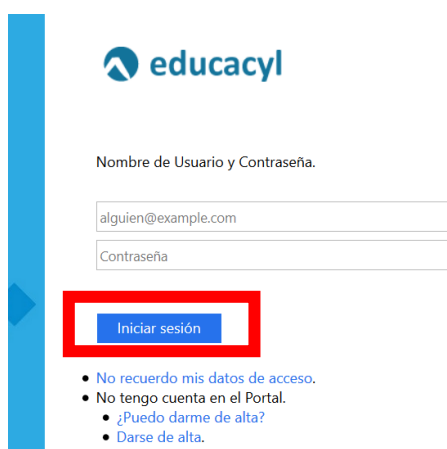 educacyl
Nombre de Usuario y Contraseña.
alguien@example.com
Contraseña
Iniciar sesión
No recuerdo mis datos de acceso.
No tengo cuenta en el Portal.
¿Puedo darme de alta?
Darse de alta.